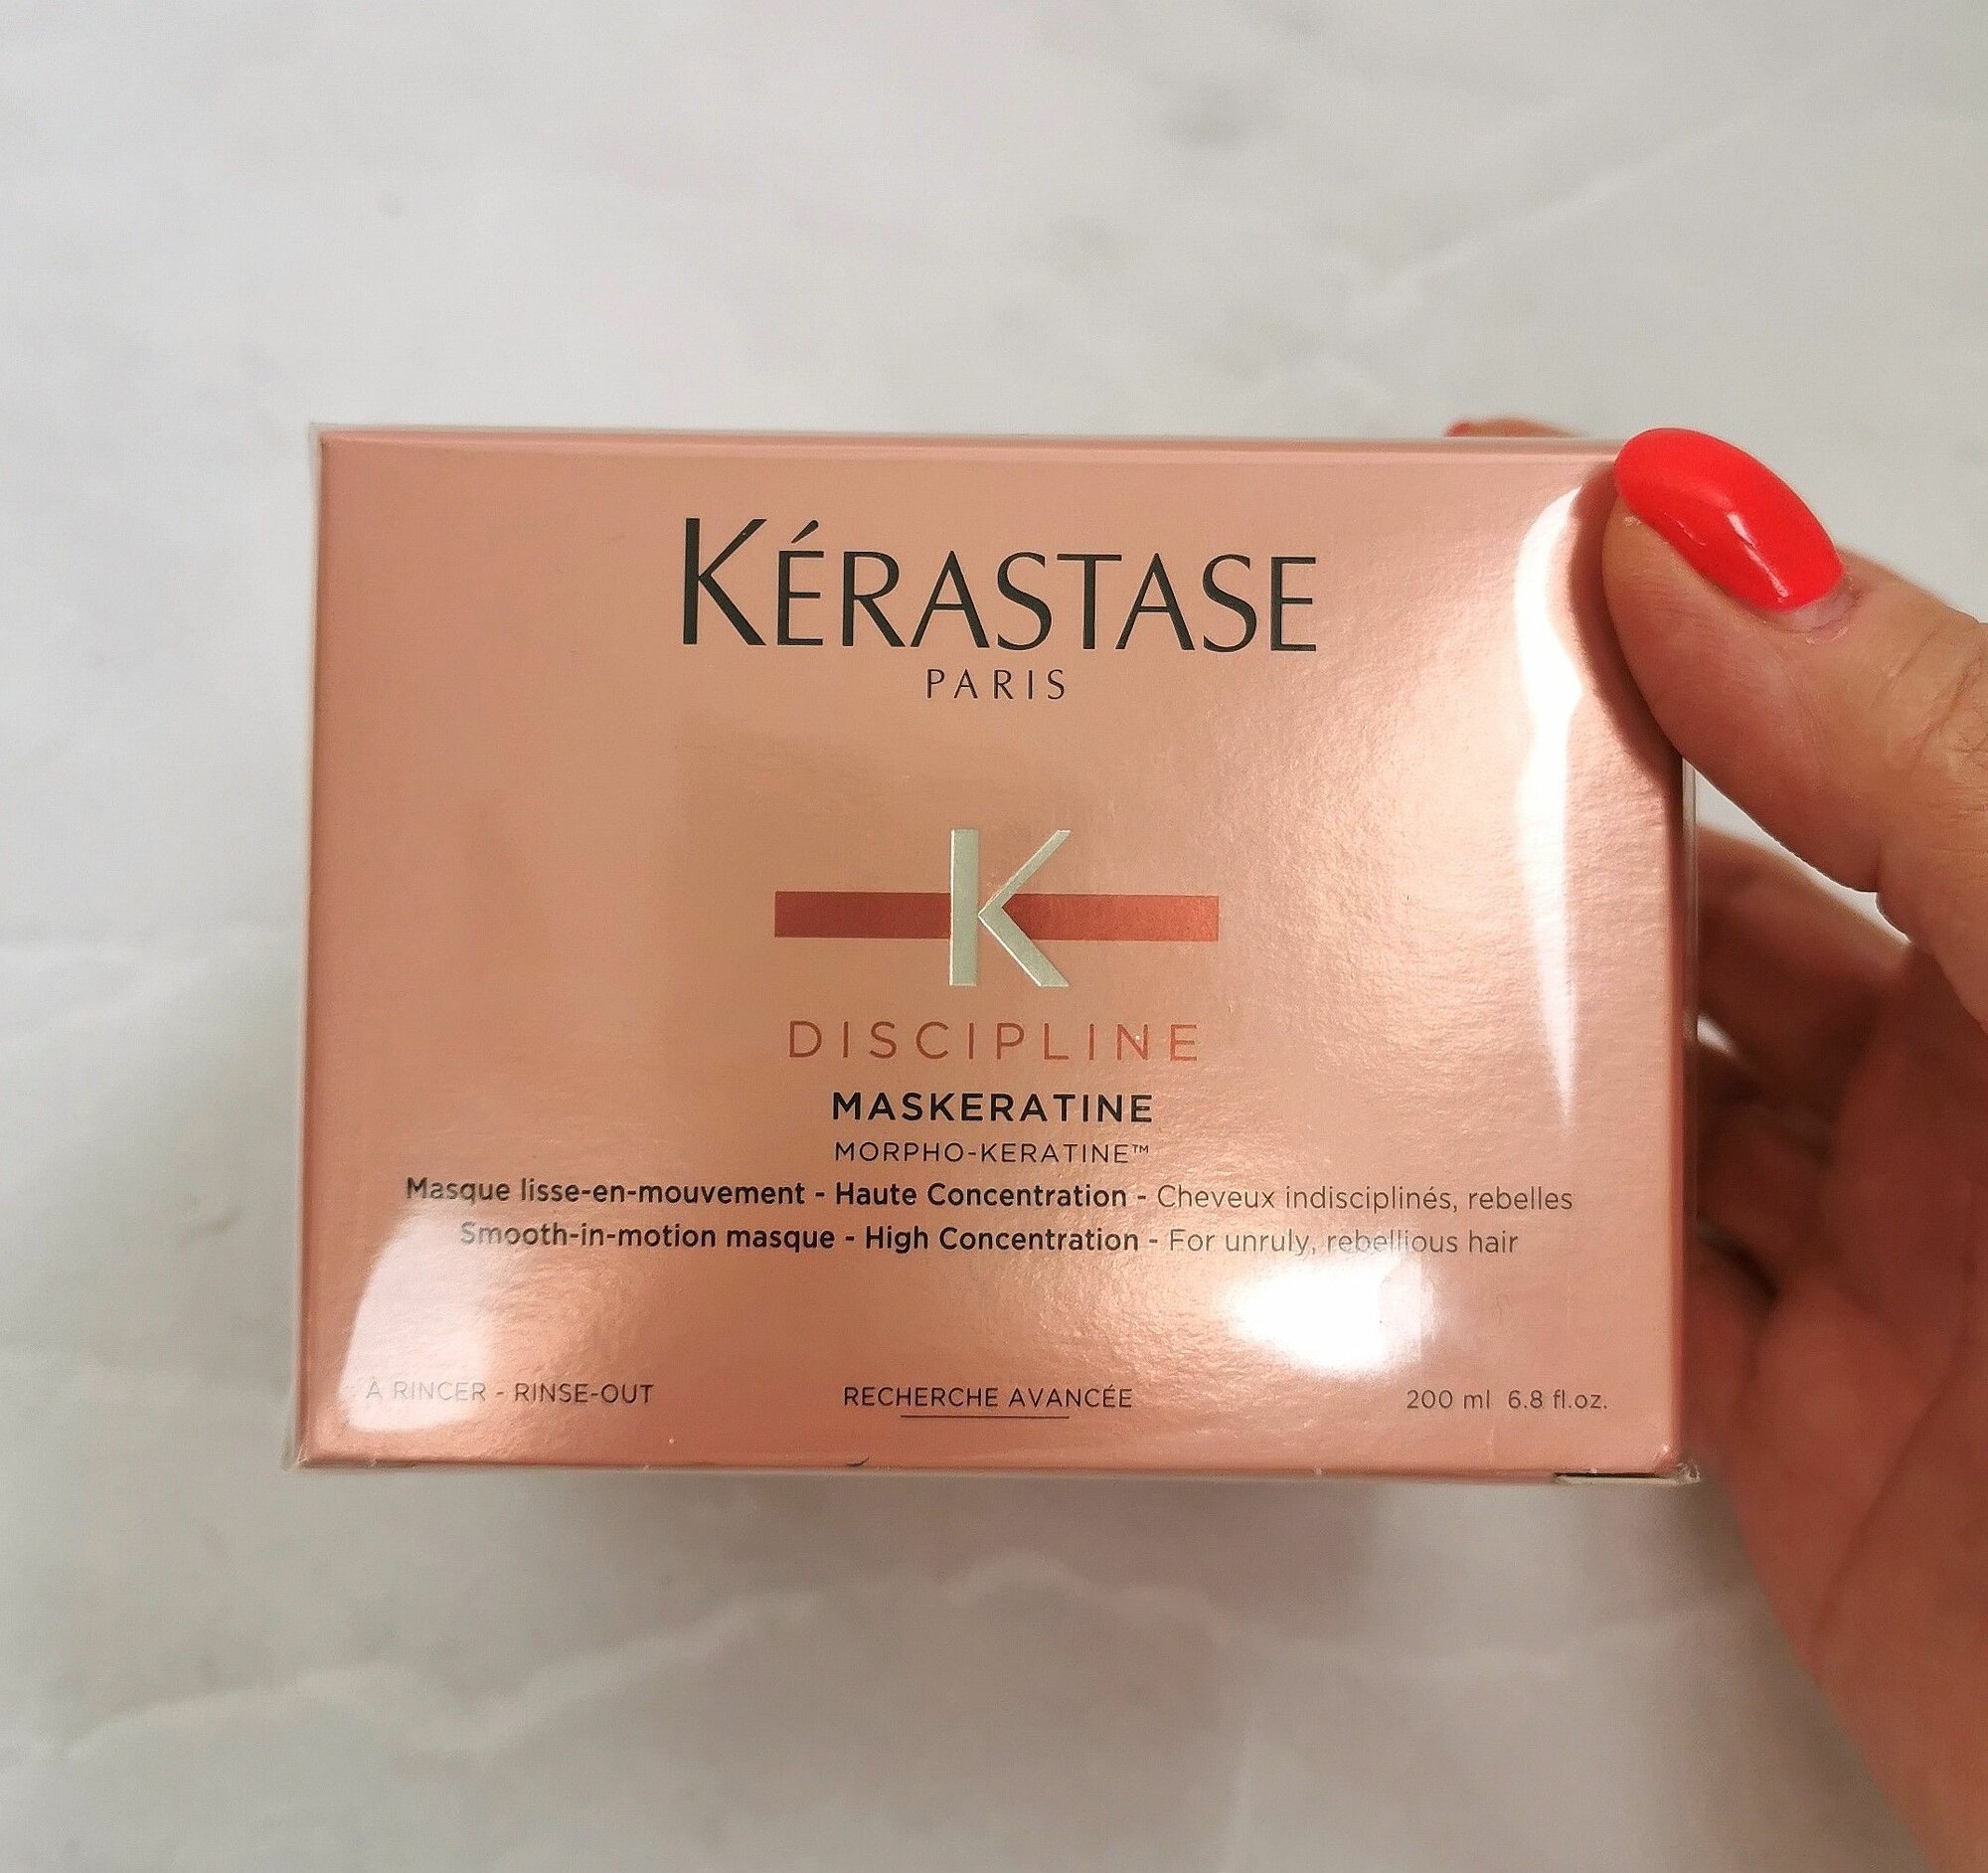 KÉRASTASE
PARIS
K
DISCIPLINE
MASKERATINE
MORPHO-KERATINE™
Masque lisse-en-mouvement - Haute Concentration - Cheveux indisciplinés, rebelles
Smooth-in-motion masque - High Concentration - For unruly, rebellious hair
À RINCER - RINSE-OUT
RECHERCHE AVANCÉE
200 ml 6.8 fl.oz.